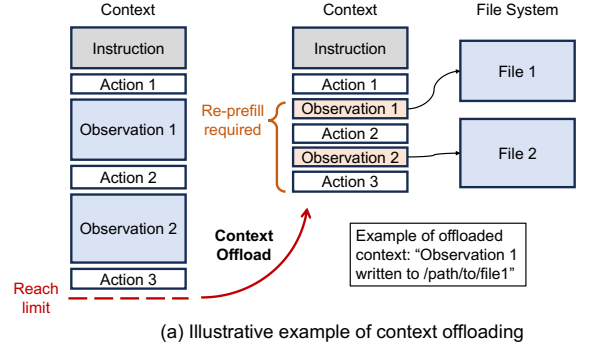 Context
Instruction
Action 1
Observation 1
Action 2
Observation 2
Action 3
Reach
limit
Context
Offload
Context
Instruction
Action 1
Observation 1
Action 2
Observation 2
Action 3
Re-prefill
required
File System
File 1
File 2
Example of offloaded
context: “Observation 1
written to /path/to/file1”
(a) Illustrative example of context offloading